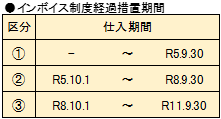 ●インボイス制度経過措置期間
区分 仕入期間
① - ～ R5.9.30
② R5.10.1 ～ R8.9.30
③ R8.10.1 ～ R11.9.30